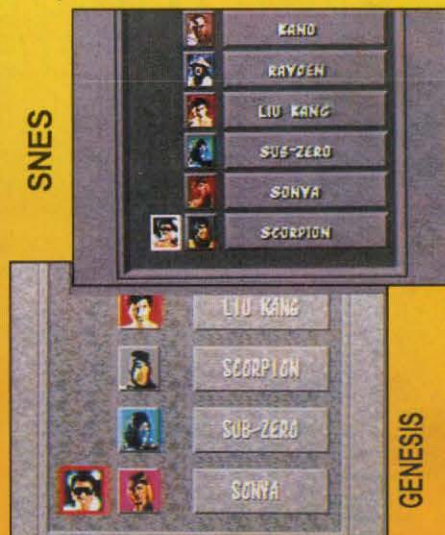 SNES
KANO
RAYDEN
LIU KANG
SUB-ZERO
SONYA
SCORPION
LIU KANG
SCORPION
SUB-ZERO
SONYA
GENESIS